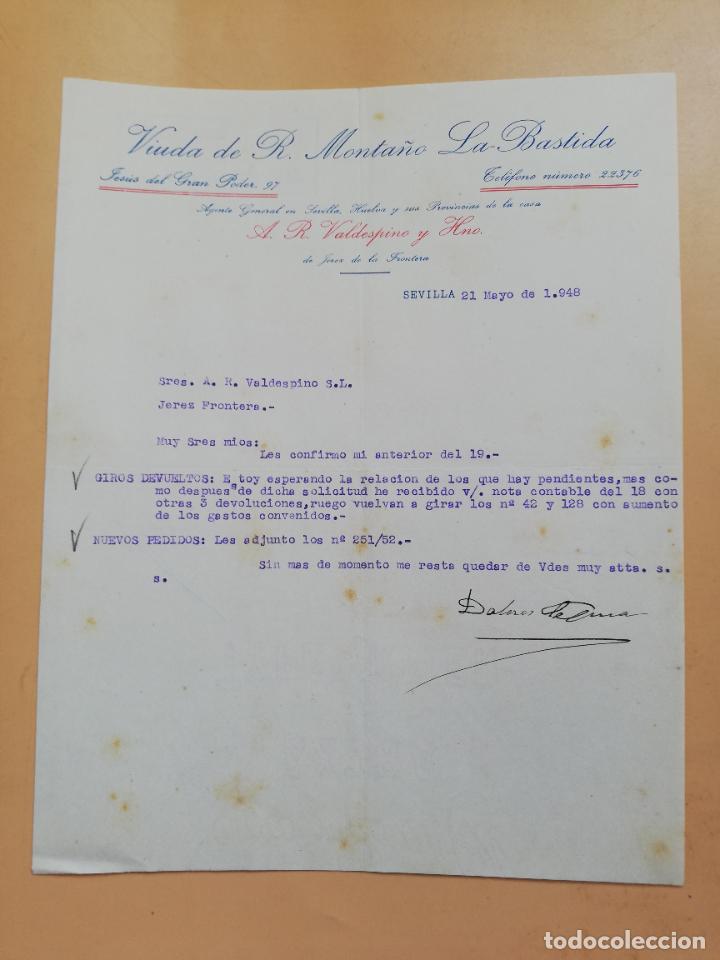 Viuda de R. Montaño La-Bastida
Jesús del Gran Poder, 97
Teléfono número 22376
Agente General en Sevilla, Huelva y sus Provincias de la casa
A. R. Valdespino y Hno.
de Jerez de la Frontera
SEVILLA 21 Mayo de 1.948
Sres. A. R. Valdespino S.L.
Jerez Frontera.-
Muy Sres mios:
Les confirmo mi anterior del 19.-
GIROS DEVUELTOS: E toy esperando la relacion de los que hay pendientes,mas co-
mo despues de dicha solicitud he recibido v/. nota contable del 18 con
otras 3 devoluciones,ruego vuelvan a girar los nº 42 y 128 con aumento
de los gastos convenidos.-
NUEVOS PEDIDOS: Les adjunto los nº 251/52.-
Sin mas de momento me resta quedar de Vdes muy atta. s.
s.
Dolores
todocoleccion
todocoleccion.net